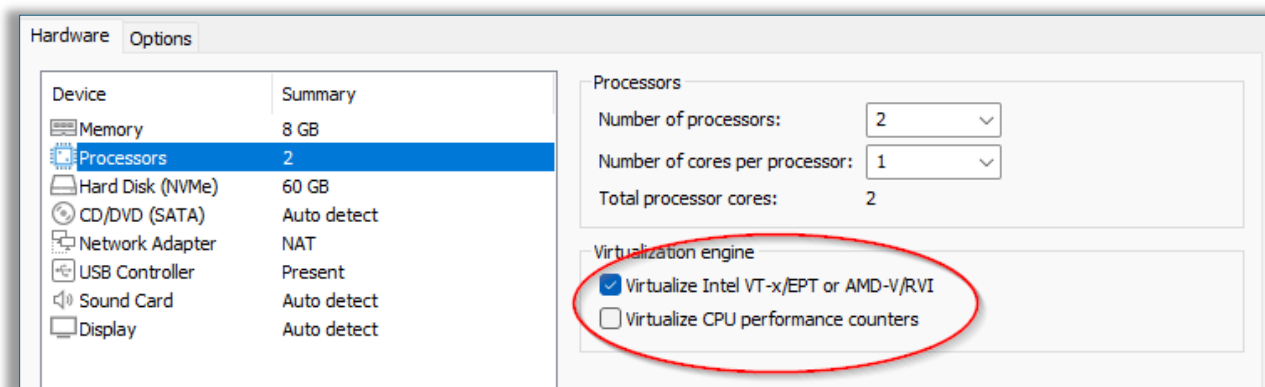 Hardware Options
Device Summary
Memory 8 GB
Processors 2
Hard Disk (NVMe) 60 GB
CD/DVD (SATA) Auto detect
Network Adapter NAT
USB Controller Present
Sound Card Auto detect
Display Auto detect
Processors
Number of processors: 2
Number of cores per processor: 1
Total processor cores: 2
Virtualization engine
Virtualize Intel VT-x/EPT or AMD-V/RVI
Virtualize CPU performance counters